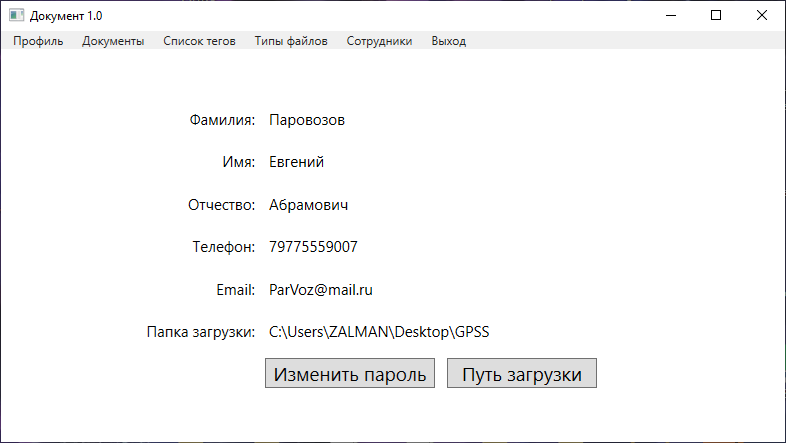 Документ 1.0
Профиль Документы Список тегов Типы файлов Сотрудники Выход
Фамилия: Паровозов
Имя: Евгений
Отчество: Абрамович
Телефон: 79775559007
Email: ParVoz@mail.ru
Папка загрузки: C:\Users\ZALMAN\Desktop\GPSS
Изменить пароль Путь загрузки